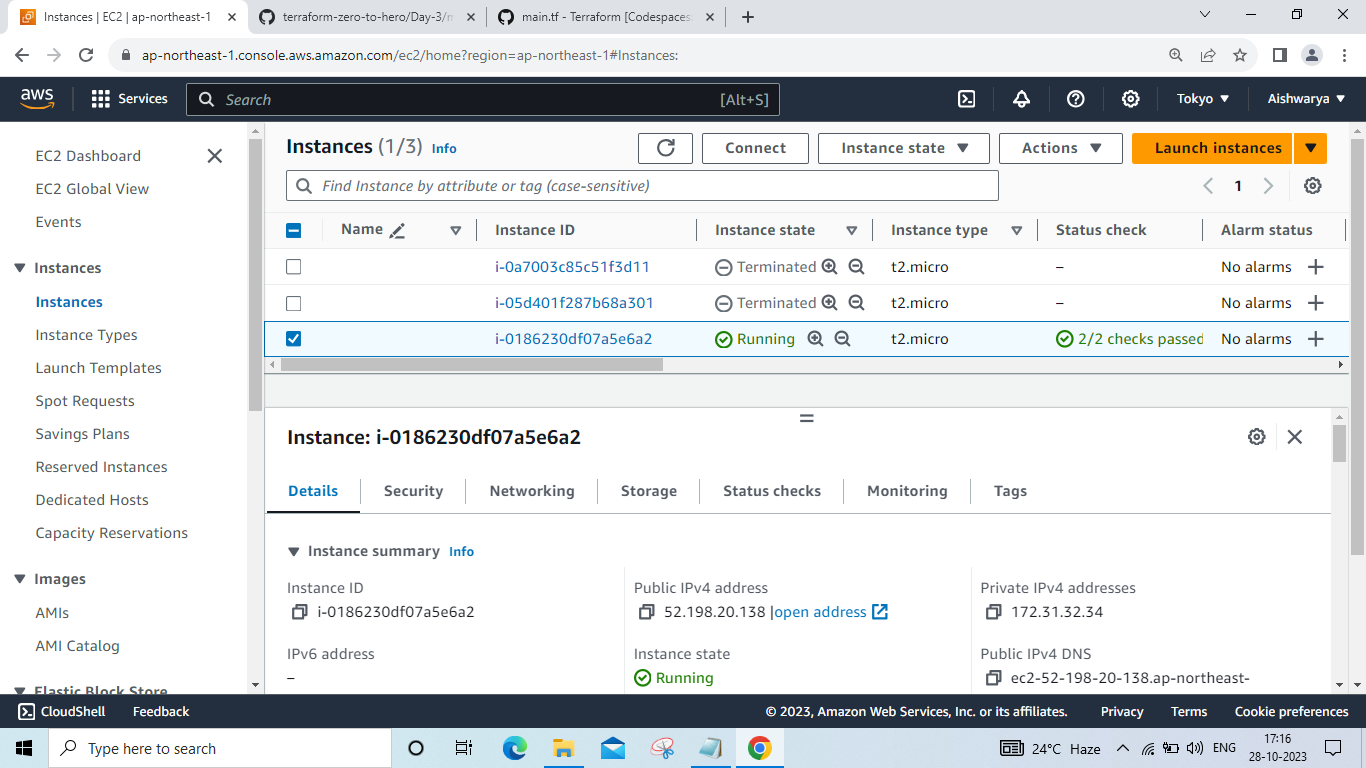 Instances | EC2 | ap-northeast-1
terraform-zero-to-hero/Day-3/m
main.tf - Terraform [Codespaces
ap-northeast-1.console.aws.amazon.com/ec2/home?region=ap-northeast-1#Instances:
aws Services Search [Alt+S] Tokyo Aishwarya
EC2 Dashboard
EC2 Global View
Events
Instances
Instances
Instance Types
Launch Templates
Spot Requests
Savings Plans
Reserved Instances
Dedicated Hosts
Capacity Reservations
Images
AMIs
AMI Catalog
Elastic Block Store
Instances (1/3) Info Connect Instance state Actions Launch instances
Find Instance by attribute or tag (case-sensitive) 1
Name Instance ID Instance state Instance type Status check Alarm status
i-0a7003c85c51f3d11 Terminated t2.micro – No alarms
i-05d401f287b68a301 Terminated t2.micro – No alarms
i-0186230df07a5e6a2 Running t2.micro 2/2 checks passed No alarms
Instance: i-0186230df07a5e6a2
Details Security Networking Storage Status checks Monitoring Tags
Instance summary Info
Instance ID
i-0186230df07a5e6a2
Public IPv4 address
52.198.20.138 |open address
Private IPv4 addresses
172.31.32.34
IPv6 address
–
Instance state
Running
Public IPv4 DNS
ec2-52-198-20-138.ap-northeast-
CloudShell Feedback © 2023, Amazon Web Services, Inc. or its affiliates. Privacy Terms Cookie preferences
Type here to search 24°C Haze ENG 17:16
28-10-2023